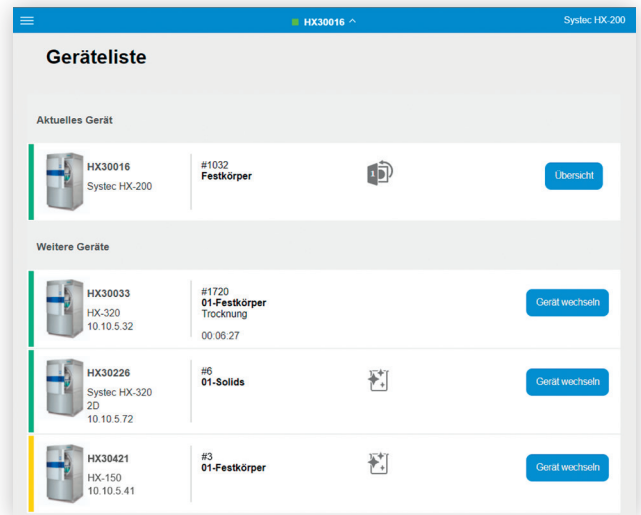 HX30016
Systec HX-200
Geräteliste
Aktuelles Gerät
HX30016
Systec HX-200
#1032
Festkörper
1
Übersicht
Weitere Geräte
HX30033
HX-320
10.10.5.32
#1720
01-Festkörper
Trocknung
00:06:27
Gerät wechseln
HX30226
Systec HX-320
2D
10.10.5.72
#6
01-Solids
Gerät wechseln
HX30421
HX-150
10.10.5.41
#3
01-Festkörper
Gerät wechseln